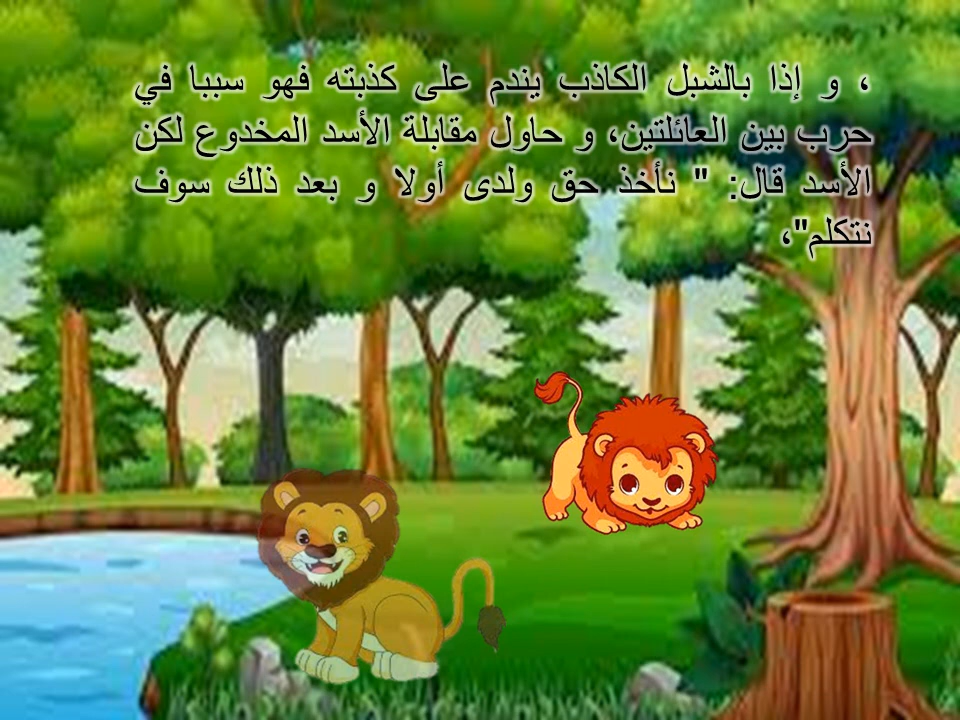 ، و إذا بالشبل الكاذب يندم على كذبته فهو سببا في
حرب بين العائلتين، و حاول مقابلة الأسد المخدوع لكن
الأسد قال: " نأخذ حق ولدى أولا و بعد ذلك سوف
نتكلم"،